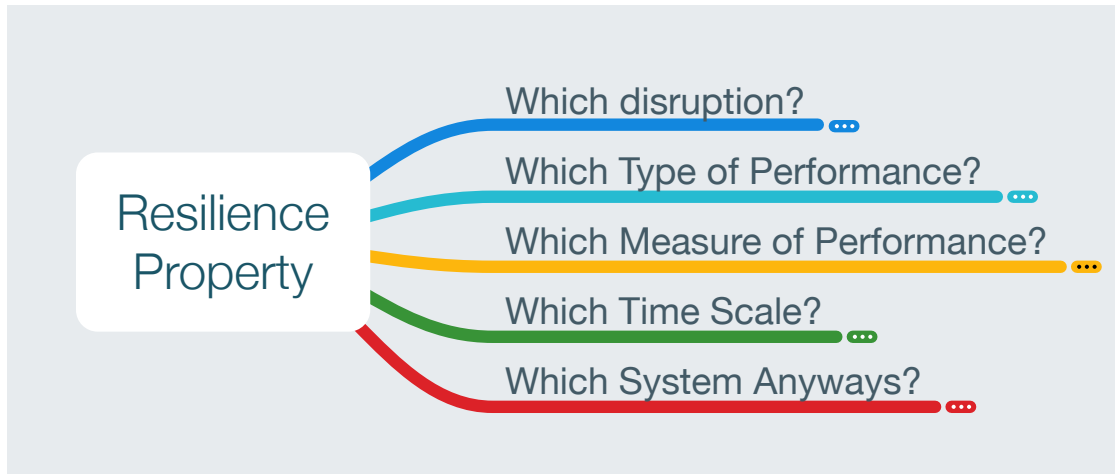 Resilience
Property
Which disruption?
Which Type of Performance?
Which Measure of Performance?
Which Time Scale?
Which System Anyways?